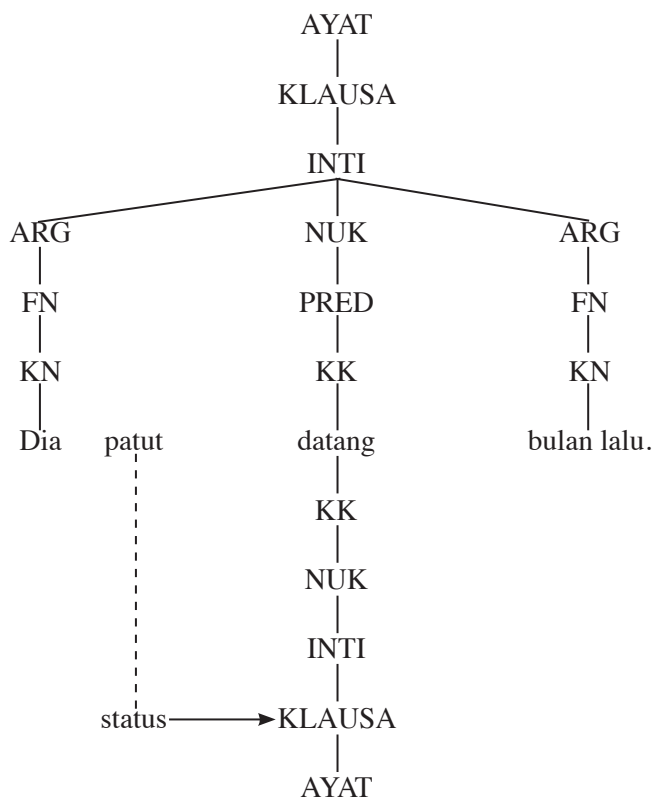 AYAT
KLAUSA
INTI
ARG NUK ARG
FN PRED FN
KN KK KN
Dia patut datang bulan lalu.
KK
NUK
INTI
status KLAUSA
AYAT